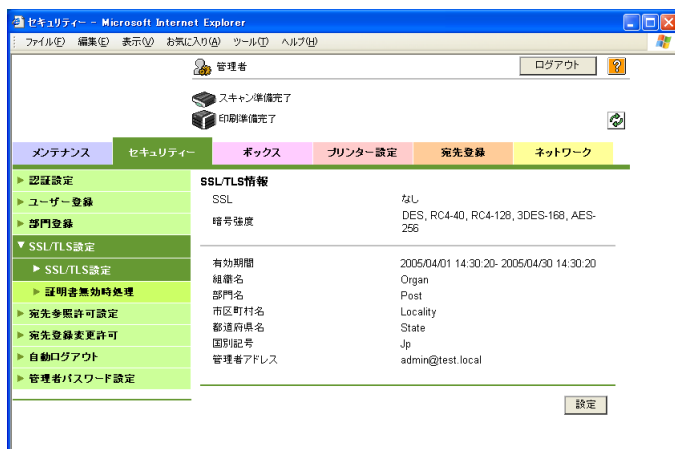 セキュリティー - Microsoft Internet Explorer
ファイル(F) 編集(E) 表示(V) お気に入り(A) ツール(T) ヘルプ(H)
管理者 ログアウト ?
スキャン準備完了
印刷準備完了
メンテナンス セキュリティー ボックス プリンター設定 宛先登録 ネットワーク
認証設定
ユーザー登録
部門登録
SSL/TLS設定
SSL/TLS設定
証明書無効時処理
宛先参照許可設定
宛先登録変更許可
自動ログアウト
管理者パスワード設定
SSL/TLS情報
SSL なし
暗号強度 DES, RC4-40, RC4-128, 3DES-168, AES-
256
有効期間 2005/04/01 14:30:20- 2005/04/30 14:30:20
組織名 Organ
部門名 Post
市区町村名 Locality
都道府県名 State
国別記号 Jp
管理者アドレス admin@test.local
設定